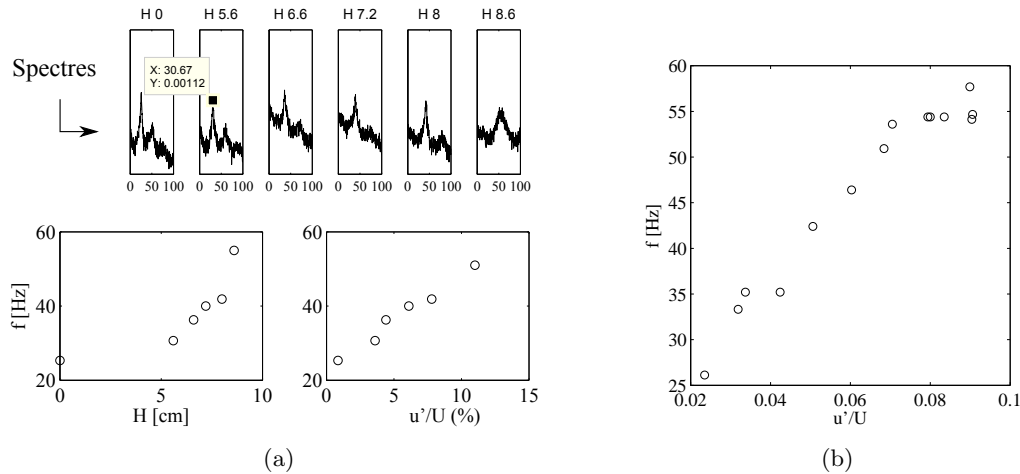 H 0 H 5.6 H 6.6 H 7.2 H 8 H 8.6
Spectres
X: 30.67
Y: 0.00112
0 50 100 0 50 100 0 50 100 0 50 100 0 50 100 0 50 100
60
40
20
f [Hz]
0 5 10
H [cm]
60
40
20
0 5 10 15
u'/U (%)
(a)
60
55
50
45
40
35
30
25
f [Hz]
0.02 0.04 0.06 0.08 0.1
u'/U
(b)